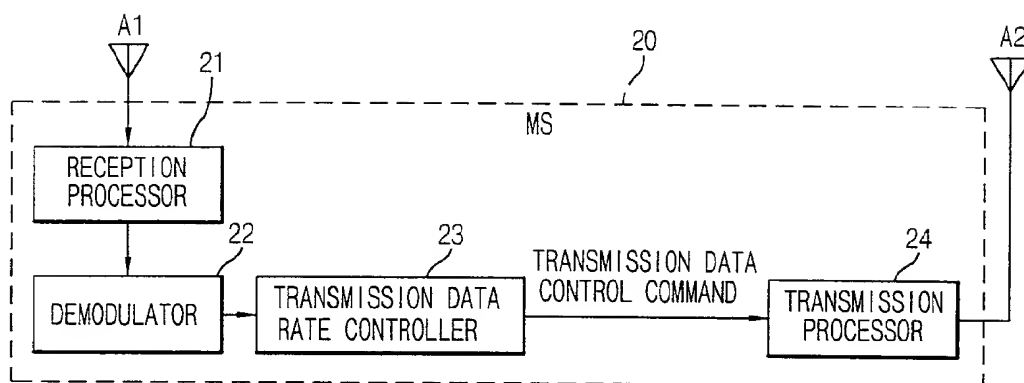 A1
20
A2
21
MS
RECEPTION
PROCESSOR
22
23
24
TRANSMISSION DATA
CONTROL COMMAND
DEMODULATOR
TRANSMISSION DATA
RATE CONTROLLER
TRANSMISSION
PROCESSOR